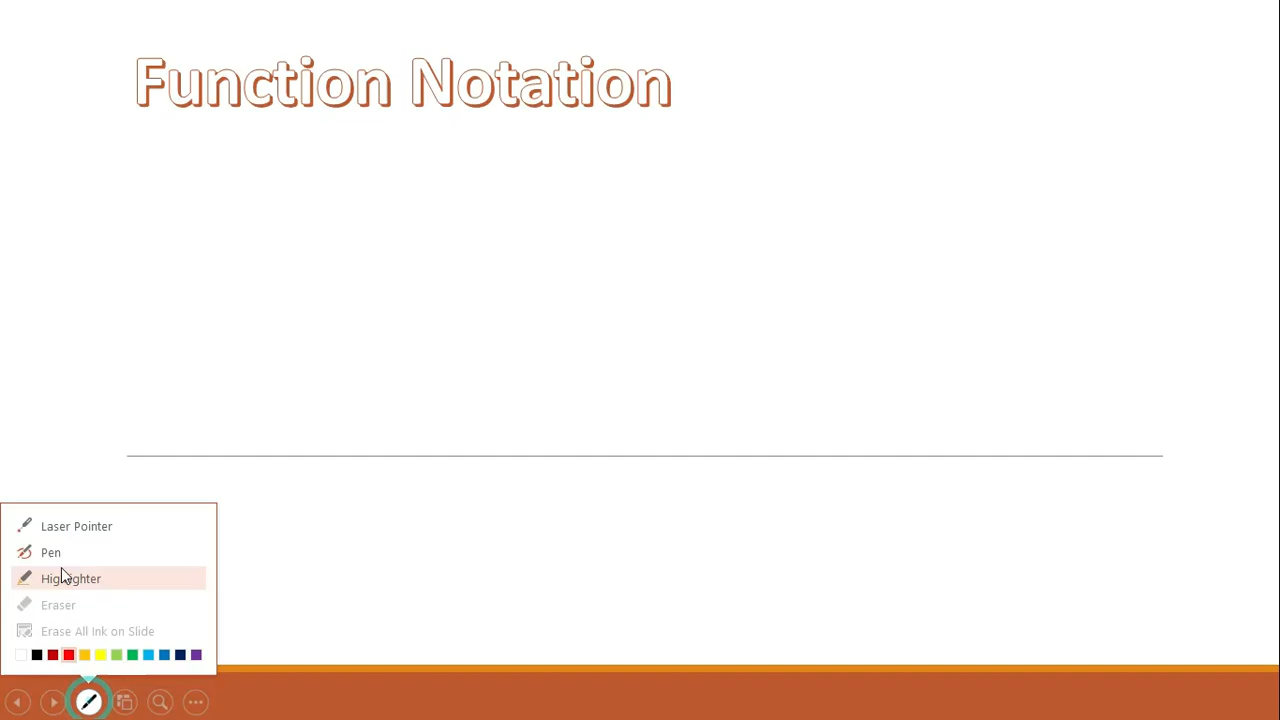 Function Notation
Laser Pointer
Pen
Highlighter
Eraser
Erase All Ink on Slide